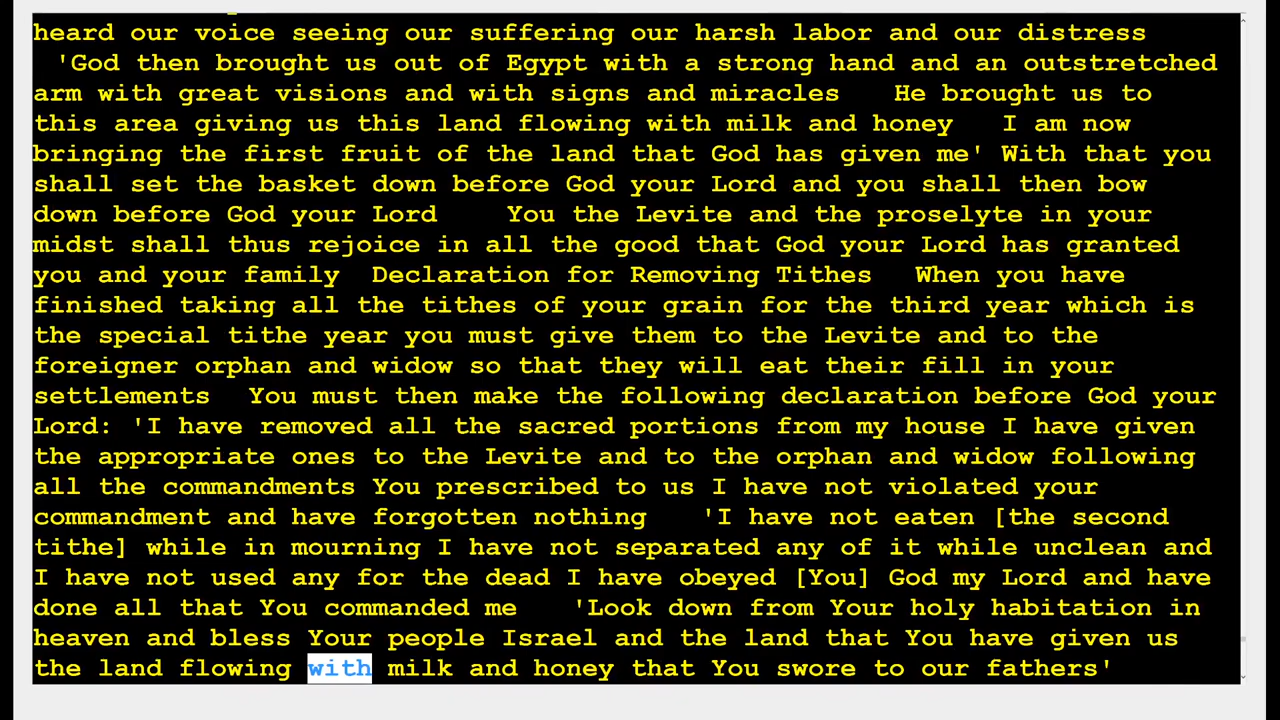 heard our voice seeing our suffering our harsh labor and our distress
'God then brought us out of Egypt with a strong hand and an outstretched
arm with great visions and with signs and miracles He brought us to
this area giving us this land flowing with milk and honey I am now
bringing the first fruit of the land that God has given me' With that you
shall set the basket down before God your Lord and you shall then bow
down before God your Lord You the Levite and the proselyte in your
midst shall thus rejoice in all the good that God your Lord has granted
you and your family Declaration for Removing Tithes When you have
finished taking all the tithes of your grain for the third year which is
the special tithe year you must give them to the Levite and to the
foreigner orphan and widow so that they will eat their fill in your
settlements You must then make the following declaration before God your
Lord: 'I have removed all the sacred portions from my house I have given
the appropriate ones to the Levite and to the orphan and widow following
all the commandments You prescribed to us I have not violated your
commandment and have forgotten nothing 'I have not eaten [the second
tithe] while in mourning I have not separated any of it while unclean and
I have not used any for the dead I have obeyed [You] God my Lord and have
done all that You commanded me 'Look down from Your holy habitation in
heaven and bless Your people Israel and the land that You have given us
the land flowing with milk and honey that You swore to our fathers'